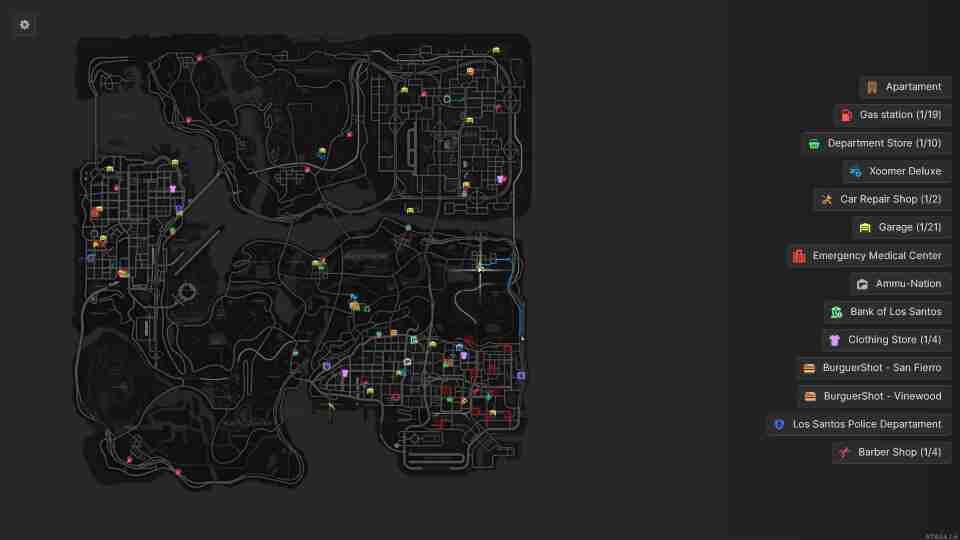 Apartament
Gas station (1/19)
Department Store (1/10)
Xoomer Deluxe
Car Repair Shop (1/2)
Garage (1/21)
Emergency Medical Center
Ammu-Nation
Bank of Los Santos
Clothing Store (1/4)
BurguerShot - San Fierro
BurguerShot - Vinewood
Los Santos Police Departament
Barber Shop (1/4)